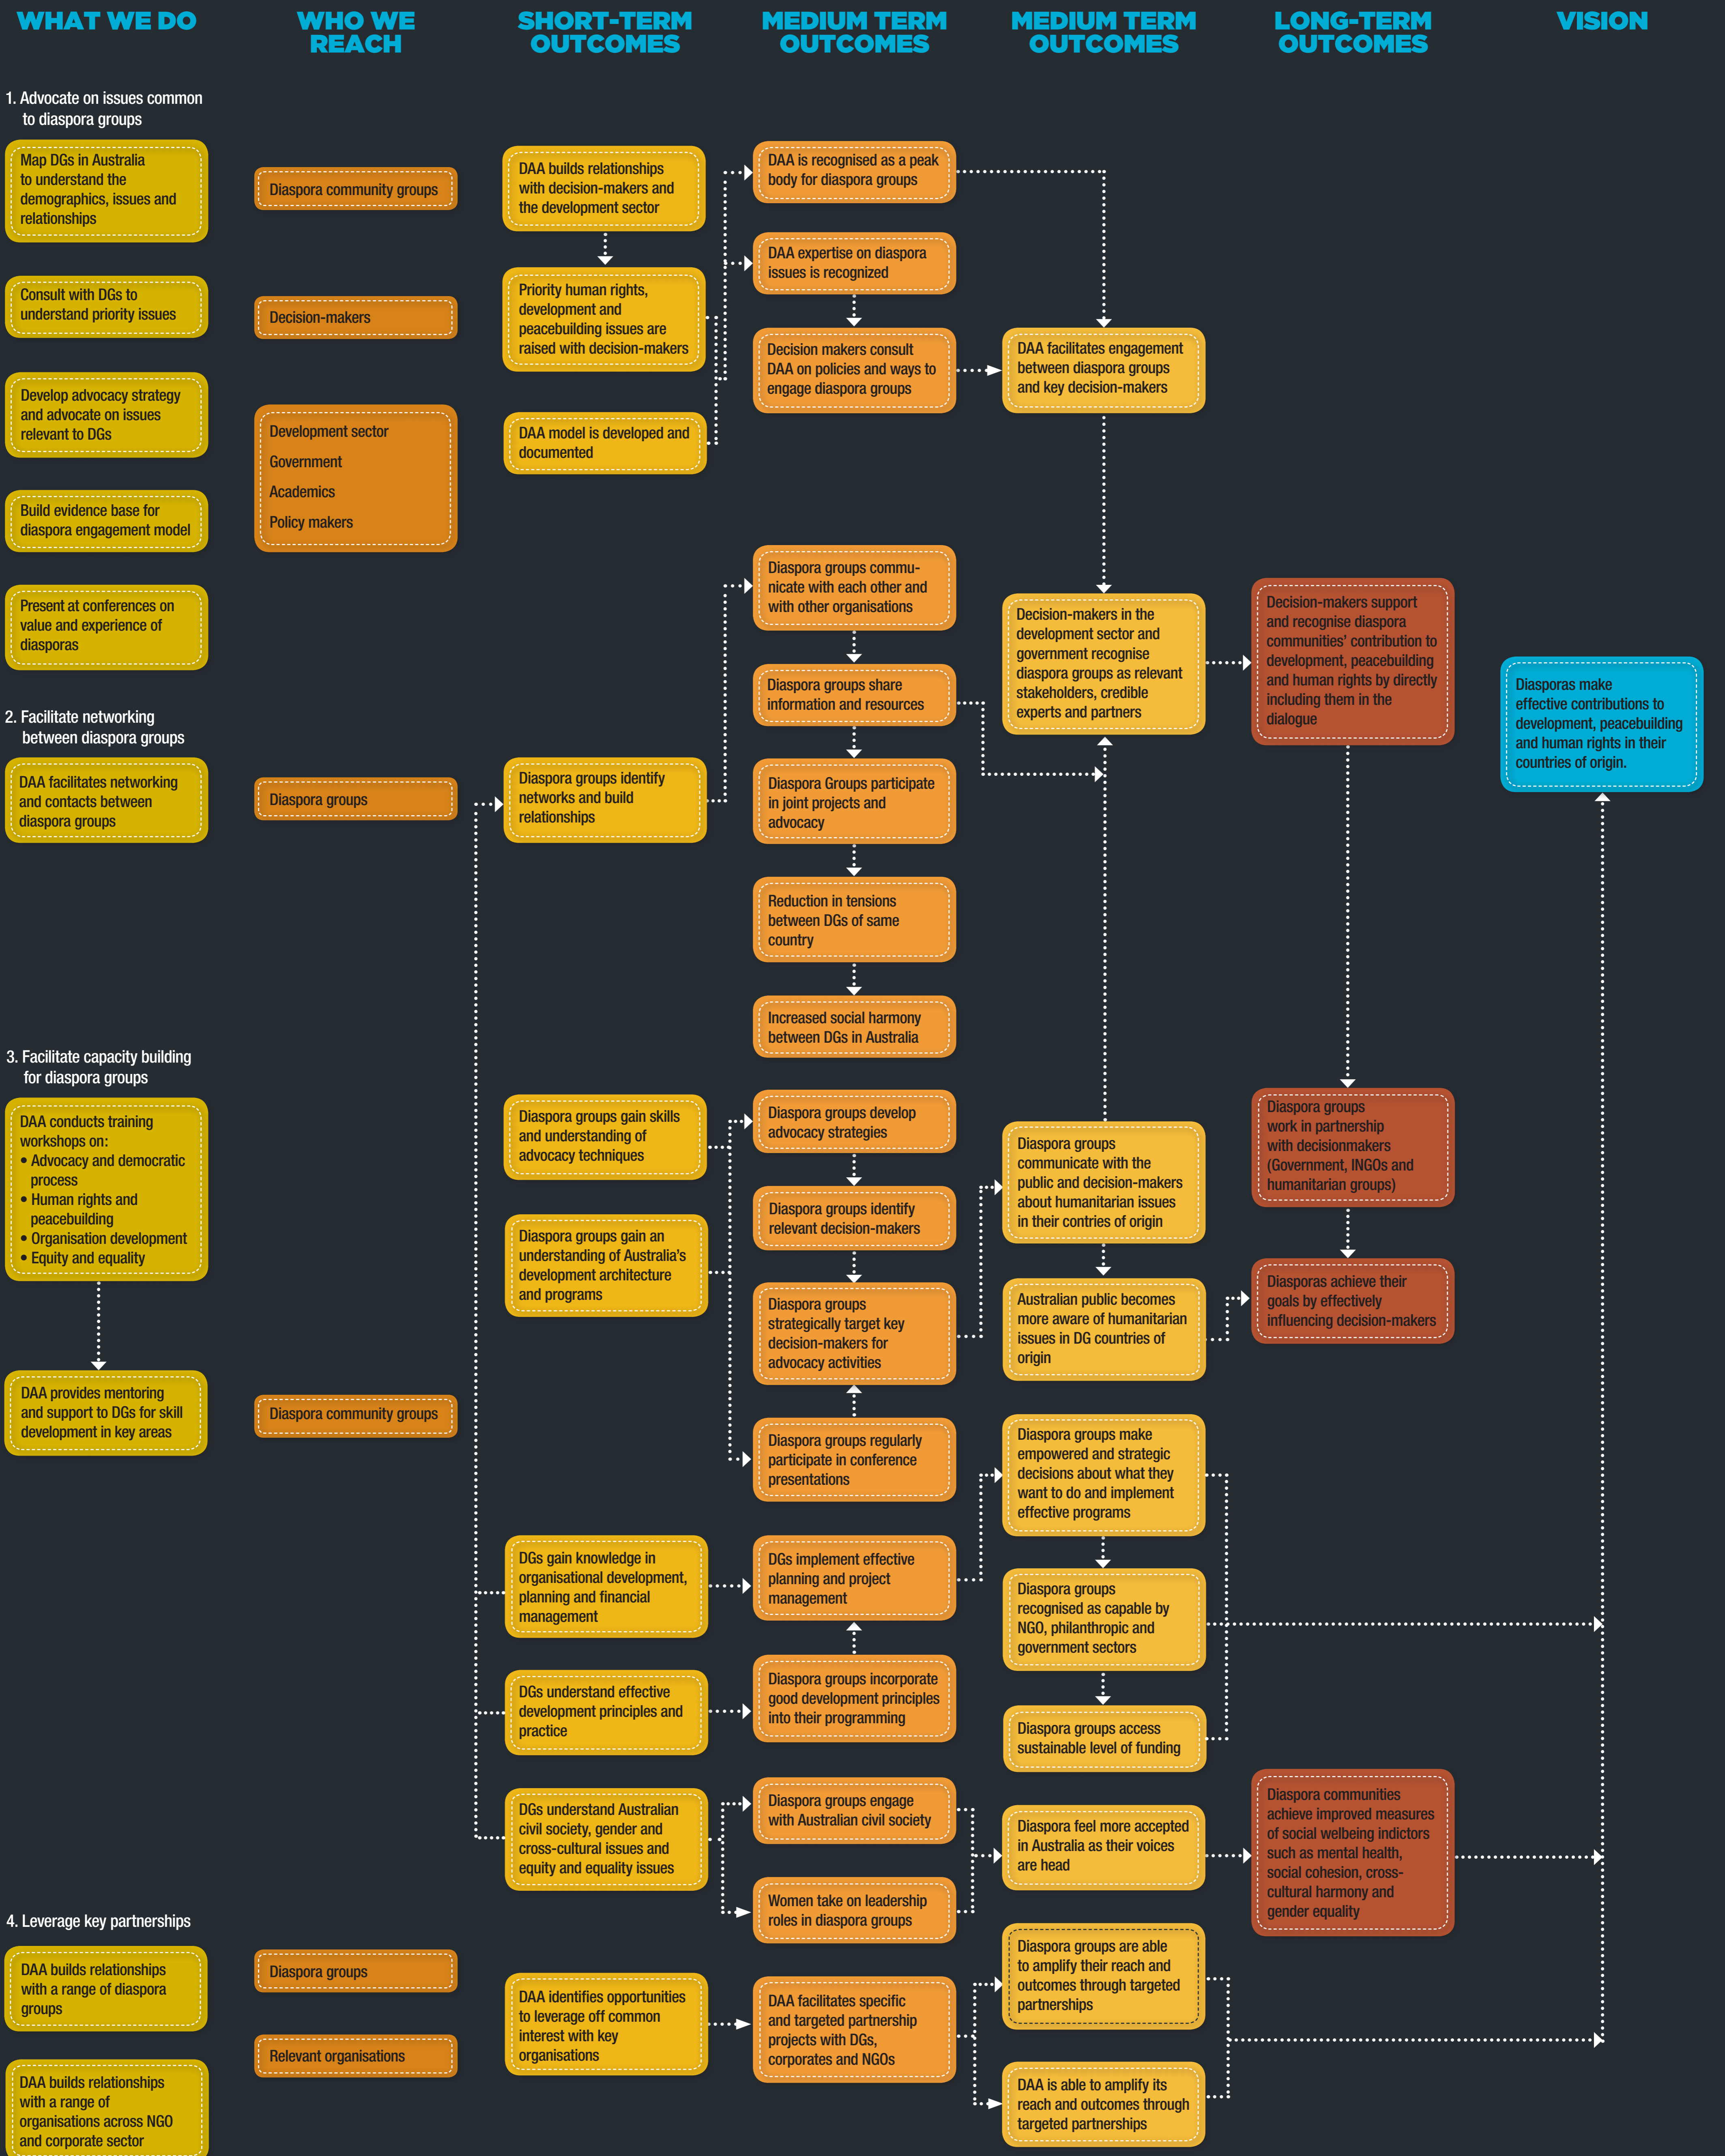 WHAT WE DO
WHO WE
REACH
SHORT-TERM
OUTCOMES
MEDIUM TERM
OUTCOMES
MEDIUM TERM
OUTCOMES
LONG-TERM
OUTCOMES
VISION
1. Advocate on issues common
to diaspora groups
Map DGs in Australia
to understand the
demographics, issues and
relationships
Consult with DGs to
understand priority issues
Develop advocacy strategy
and advocate on issues
relevant to DGs
Build evidence base for
diaspora engagement model
Present at conferences on
value and experience of
diasporas
2. Facilitate networking
between diaspora groups
DAA facilitates networking
and contacts between
diaspora groups
3. Facilitate capacity building
for diaspora groups
DAA conducts training
workshops on:
• Advocacy and democratic
process
• Human rights and
peacebuilding
• Organisation development
• Equity and equality
DAA provides mentoring
and support to DGs for skill
development in key areas
4. Leverage key partnerships
DAA builds relationships
with a range of diaspora
groups
DAA builds relationships
with a range of
organisations across NGO
and corporate sector
Diaspora community groups
Decision-makers
Development sector
Government
Academics
Policy makers
Diaspora groups
Diaspora community groups
Diaspora groups
Relevant organisations
DAA builds relationships
with decision-makers and
the development sector
Priority human rights,
development and
peacebuilding issues are
raised with decision-makers
DAA model is developed and
documented
Diaspora groups identify
networks and build
relationships
Diaspora groups gain skills
and understanding of
advocacy techniques
Diaspora groups gain an
understanding of Australia's
development architecture
and programs
DGs gain knowledge in
organisational development,
planning and financial
management
DGs understand effective
development principles and
practice
DGs understand Australian
civil society, gender and
cross-cultural issues and
equity and equality issues
DAA identifies opportunities
to leverage off common
interest with key
organisations
DAA is recognised as a peak
body for diaspora groups
DAA expertise on diaspora
issues is recognized
Decision makers consult
DAA on policies and ways to
engage diaspora groups
Diaspora groups commu-
nicate with each other and
with other organisations
Diaspora groups share
information and resources
Diaspora Groups participate
in joint projects and
advocacy
Reduction in tensions
between DGs of same
country
Increased social harmony
between DGs in Australia
Diaspora groups develop
advocacy strategies
Diaspora groups identify
relevant decision-makers
Diaspora groups
strategically target key
decision-makers for
advocacy activities
Diaspora groups regularly
participate in conference
presentations
DGs implement effective
planning and project
management
Diaspora groups incorporate
good development principles
into their programming
Diaspora groups engage
with Australian civil society
Women take on leadership
roles in diaspora groups
DAA facilitates specific
and targeted partnership
projects with DGs,
corporates and NGOs
DAA facilitates engagement
between diaspora groups
and key decision-makers
Decision-makers in the
development sector and
government recognise
diaspora groups as relevant
stakeholders, credible
experts and partners
Diaspora groups
communicate with the
public and decision-makers
about humanitarian issues
in their contries of origin
Australian public becomes
more aware of humanitarian
issues in DG countries of
origin
Diaspora groups make
empowered and strategic
decisions about what they
want to do and implement
effective programs
Diaspora groups
recognised as capable by
NGO, philanthropic and
government sectors
Diaspora groups access
sustainable level of funding
Diaspora feel more accepted
in Australia as their voices
are head
Diaspora groups are able
to amplify their reach and
outcomes through targeted
partnerships
DAA is able to amplify its
reach and outcomes through
targeted partnerships
Decision-makers support
and recognise diaspora
communities' contribution to
development, peacebuilding
and human rights by directly
including them in the
dialogue
Diaspora groups
work in partnership
with decisionmakers
(Government, INGOs and
humanitarian groups)
Diasporas achieve their
goals by effectively
influencing decision-makers
Diaspora communities
achieve improved measures
of social welbeing indictors
such as mental health,
social cohesion, cross-
cultural harmony and
gender equality
Diasporas make
effective contributions to
development, peacebuilding
and human rights in their
countries of origin.